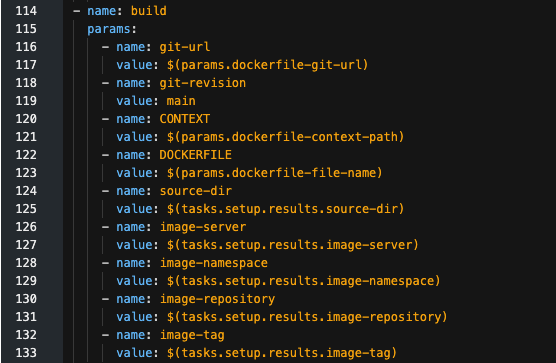 114 - name: build
115 params:
116 - name: git-url
117 value: $(params.dockerfile-git-url)
118 - name: git-revision
119 value: main
120 - name: CONTEXT
121 value: $(params.dockerfile-context-path)
122 - name: DOCKERFILE
123 value: $(params.dockerfile-file-name)
124 - name: source-dir
125 value: $(tasks.setup.results.source-dir)
126 - name: image-server
127 value: $(tasks.setup.results.image-server)
128 - name: image-namespace
129 value: $(tasks.setup.results.image-namespace)
130 - name: image-repository
131 value: $(tasks.setup.results.image-repository)
132 - name: image-tag
133 value: $(tasks.setup.results.image-tag)